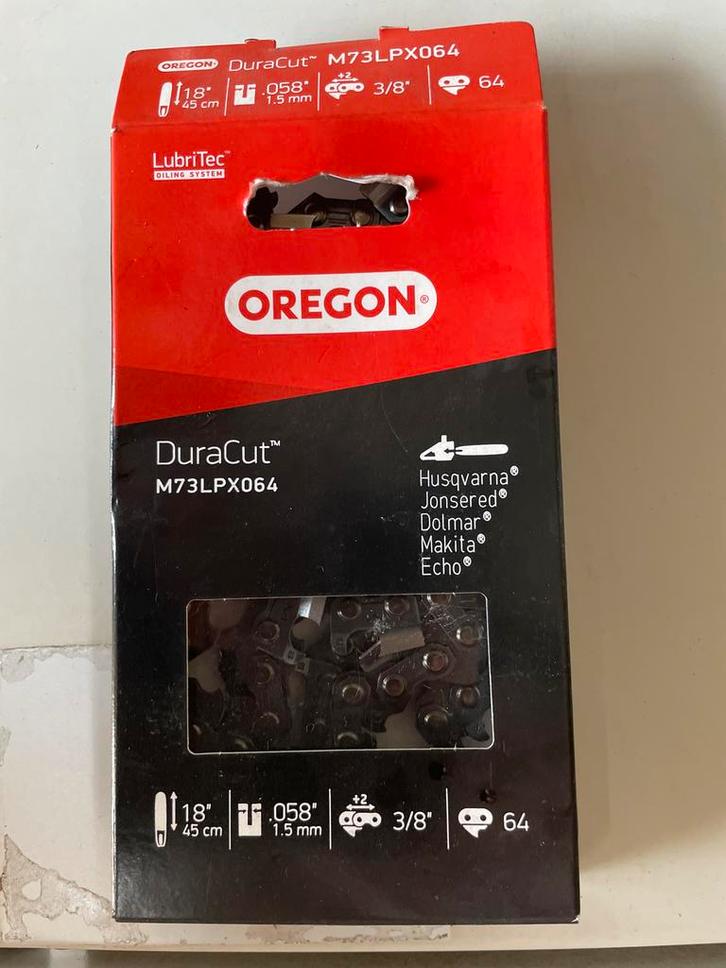 OREGON® DuraCut™ M73LPX064
18" .058" +2 3/8" 64
45 cm 1.5 mm
LubriTec™
OILING SYSTEM
OREGON®
DuraCut™
M73LPX064
Husqvarna®
Jonsered®
Dolmar®
Makita®
Echo®
18" .058" +2 3/8" 64
45 cm 1.5 mm